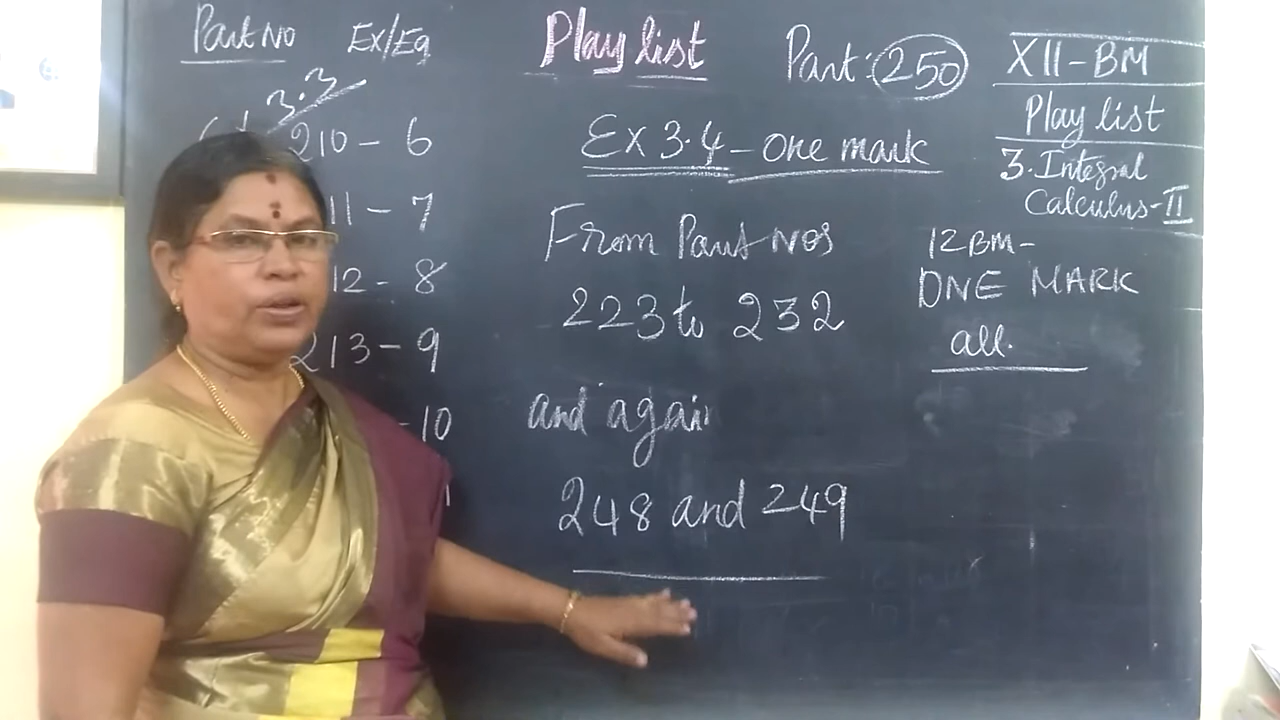 Part No Ex/Eg
3.3
210 - 6
11 - 7
12 - 8
213 - 9
- 10
Play list
Part: 250
Ex 3.4 - One mark
From Part Nos
223 to 232
and again
248 and 249
XII - BM
Play list
3. Integral
Calculus - II
12 BM -
ONE MARK
all.